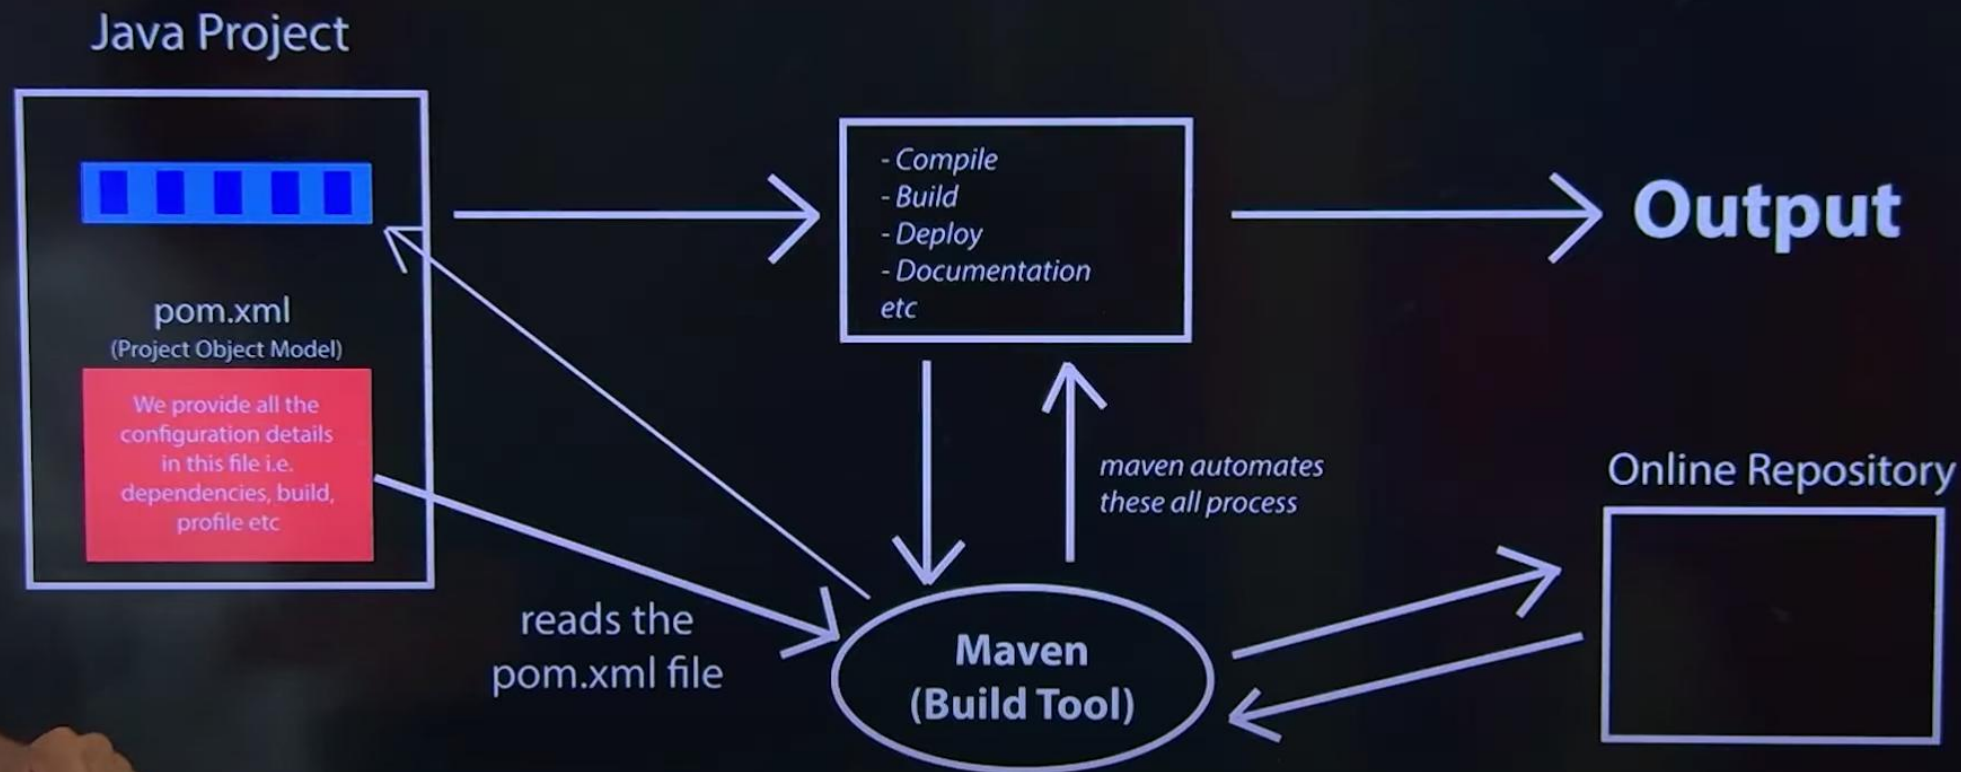 Java Project
pom.xml
(Project Object Model)
We provide all the
configuration details
in this file i.e.
dependencies, build,
profile etc
- Compile
- Build
- Deploy
- Documentation
etc
Output
maven automates
these all process
reads the
pom.xml file
Maven
(Build Tool)
Online Repository